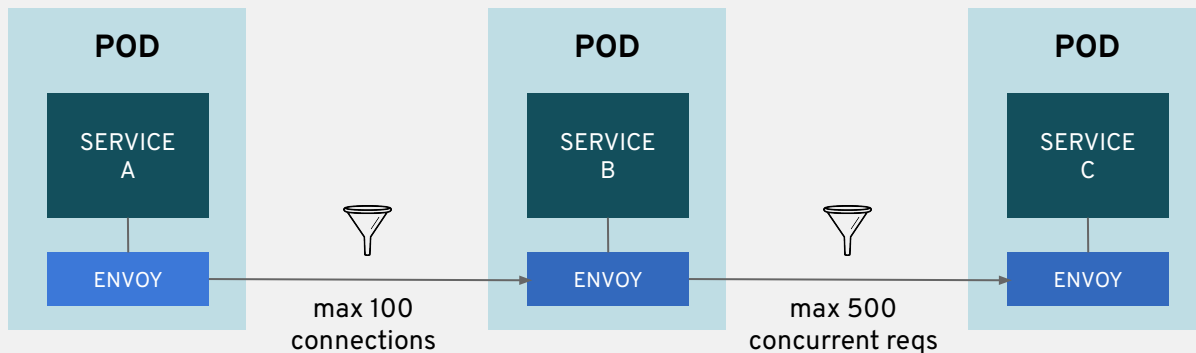 POD
POD
POD
SERVICE
A
SERVICE
B
SERVICE
C
ENVOY
ENVOY
ENVOY
max 100
connections
max 500
concurrent reqs